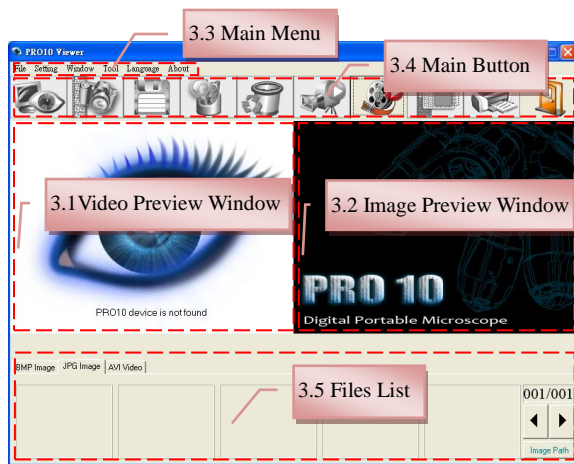 3.3 Main Menu
PRO10 Viewer
File Setting Window Tool Language About
3.4 Main Button
3.1Video Preview Window
3.2 Image Preview Window
PRO10 device is not found
PRO 10
Digital Portable Microscope
BMP Image JPG Image AVI Video
3.5 Files List
001/001
Image Path